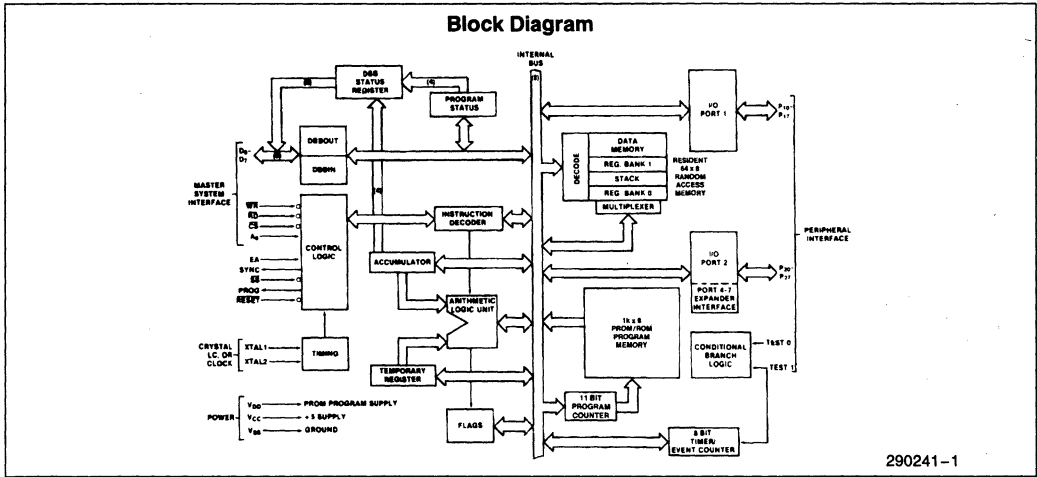 Block Diagram
INTERNAL
BUS
(8)
DBB
STATUS
REGISTER
(8)
(4)
PROGRAM
STATUS
D0-
D7
(8)
DBBOUT
DBBIN
(4)
MASTER
SYSTEM
INTERFACE
WR
RD
CS
A0
EA
SYNC
SS
PROG
RESET
CONTROL
LOGIC
INSTRUCTION
DECODER
ACCUMULATOR
ARITHMETIC
LOGIC UNIT
CRYSTAL
LC, OR
CLOCK
XTAL1
XTAL2
TIMING
TEMPORARY
REGISTER
FLAGS
POWER
VDD
PROM PROGRAM SUPPLY
VCC
+ 5 SUPPLY
VSS
GROUND
I/O
PORT 1
P10-
P17
DECODE
DATA
MEMORY
REG. BANK 1
STACK
REG. BANK 0
MULTIPLEXER
RESIDENT
64 x 8
RANDOM
ACCESS
MEMORY
PERIPHERAL
INTERFACE
I/O
PORT 2
PORT 4-7
EXPANDER
INTERFACE
P20-
P27
1k x 8
PROM/ROM
PROGRAM
MEMORY
CONDITIONAL
BRANCH
LOGIC
TEST 0
TEST 1
11 BIT
PROGRAM
COUNTER
8 BIT
TIMER/
EVENT COUNTER
290241-1